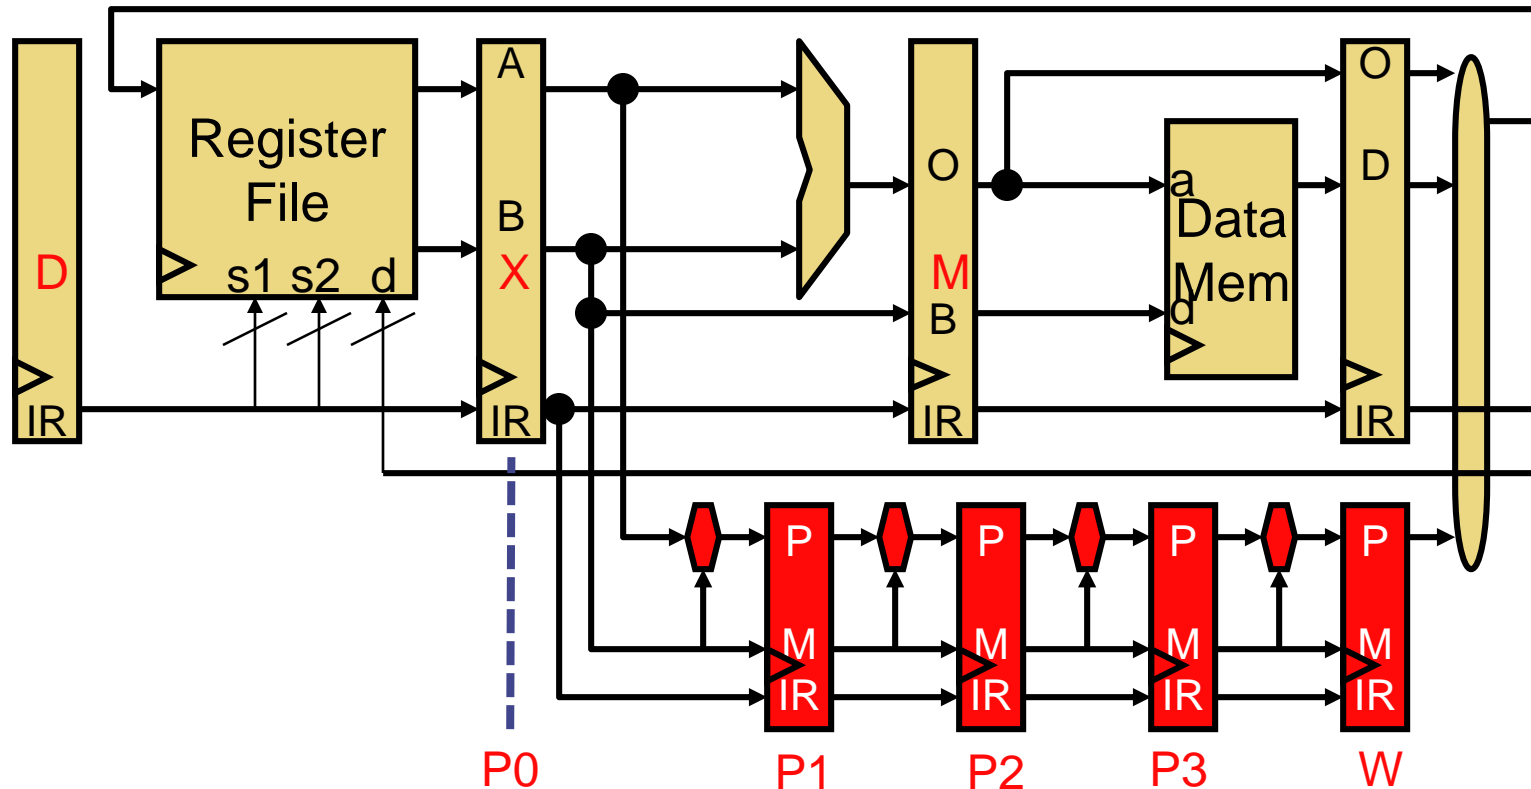 D
IR
Register
File
s1 s2 d
A
B
X
IR
O
M
B
IR
a
Data
Mem
d
O
D
IR
P
M
IR
P
M
IR
P
M
IR
P
M
IR
P0
P1
P2
P3
W